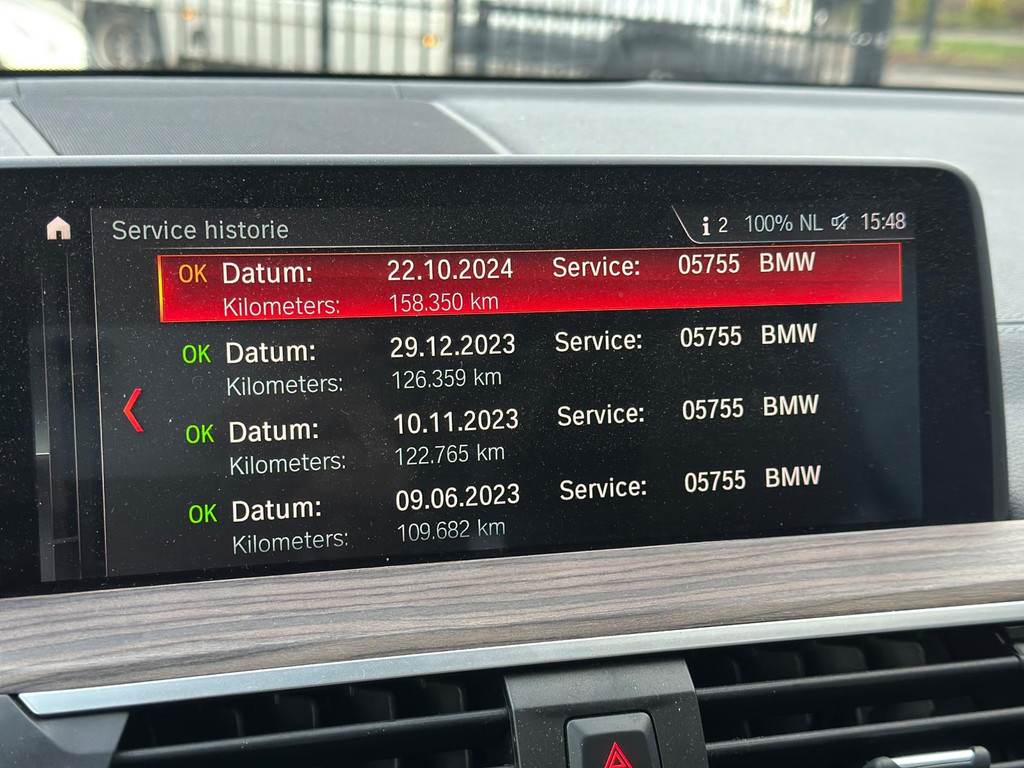 Service historie
i 2 100% NL 15:48
OK Datum: 22.10.2024 Service: 05755 BMW
Kilometers: 158.350 km
OK Datum: 29.12.2023 Service: 05755 BMW
Kilometers: 126.359 km
OK Datum: 10.11.2023 Service: 05755 BMW
Kilometers: 122.765 km
OK Datum: 09.06.2023 Service: 05755 BMW
Kilometers: 109.682 km